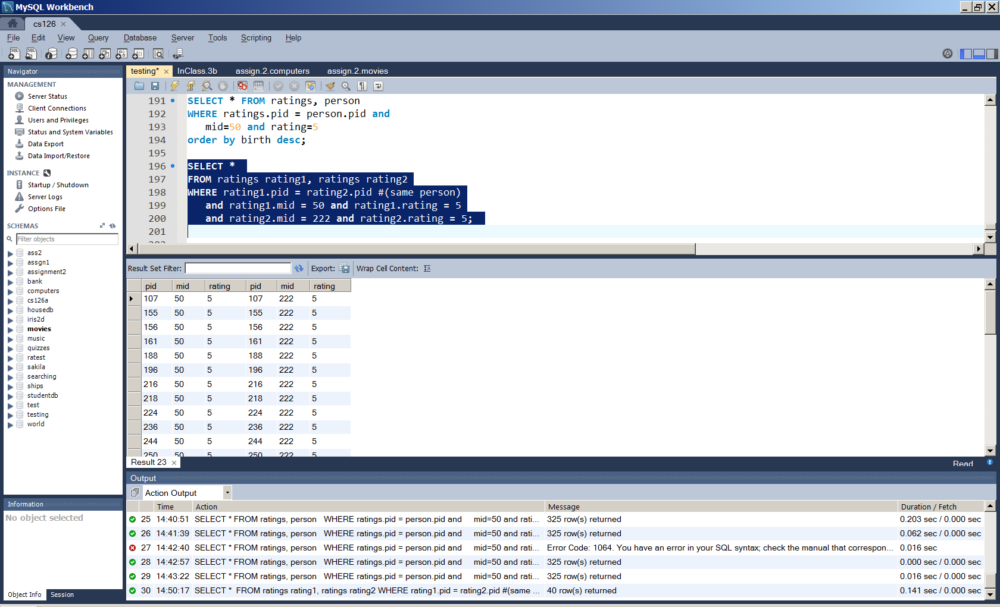 MySQL Workbench
cs126
File Edit View Query Database Server Tools Scripting Help
Navigator
MANAGEMENT
Server Status
Client Connections
Users and Privileges
Status and System Variables
Data Export
Data Import/Restore
INSTANCE
Startup / Shutdown
Server Logs
Options File
SCHEMAS
Filter objects
ass2
assgn1
assignment2
bank
computers
cs126a
housedb
iris2d
movies
music
quizzes
ratest
sakila
searching
ships
studentdb
test
testing
world
Information
No object selected
Object Info Session
testing* InClass.3b assign.2.computers assign.2.movies
191 SELECT * FROM ratings, person
192 WHERE ratings.pid = person.pid and
193 mid=50 and rating=5
194 order by birth desc;
195
196 SELECT *
197 FROM ratings rating1, ratings rating2
198 WHERE rating1.pid = rating2.pid #(same person)
199 and rating1.mid = 50 and rating1.rating = 5
200 and rating2.mid = 222 and rating2.rating = 5;
201
Result Set Filter: Export: Wrap Cell Content:
pid mid rating pid mid rating
107 50 5 107 222 5
155 50 5 155 222 5
156 50 5 156 222 5
161 50 5 161 222 5
188 50 5 188 222 5
196 50 5 196 222 5
216 50 5 216 222 5
218 50 5 218 222 5
224 50 5 224 222 5
236 50 5 236 222 5
244 50 5 244 222 5
250 50 5 250 222 5
Result 23 Read
Output
Action Output
Time Action Message Duration / Fetch
25 14:40:51 SELECT * FROM ratings, person WHERE ratings.pid = person.pid and mid=50 and rati... 325 row(s) returned 0.203 sec / 0.000 sec
26 14:41:39 SELECT * FROM ratings, person WHERE ratings.pid = person.pid and mid=50 and rati... 325 row(s) returned 0.062 sec / 0.000 sec
27 14:42:40 SELECT * FROM ratings, person WHERE ratings.pid = person.pid and mid=50 and rati... Error Code: 1064. You have an error in your SQL syntax; check the manual that correspon... 0.016 sec
28 14:42:57 SELECT * FROM ratings, person WHERE ratings.pid = person.pid and mid=50 and rati... 325 row(s) returned 0.000 sec / 0.000 sec
29 14:43:22 SELECT * FROM ratings, person WHERE ratings.pid = person.pid and mid=50 and rati... 325 row(s) returned 0.016 sec / 0.000 sec
30 14:50:17 SELECT * FROM ratings rating1, ratings rating2 WHERE rating1.pid = rating2.pid #(same ... 40 row(s) returned 0.141 sec / 0.000 sec